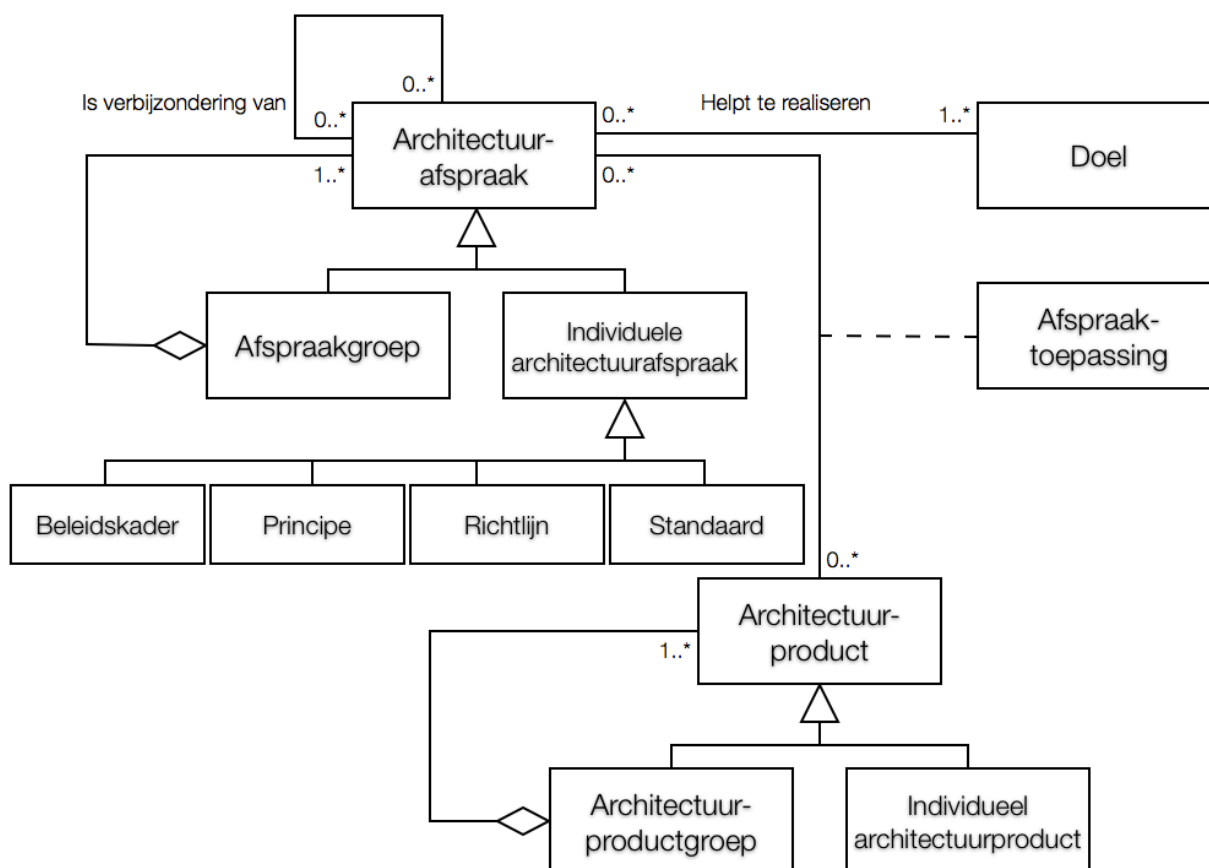 0..*
Is verbijzondering van
Helpt te realiseren
0..*
0..*
1..*
Architectuur-
afspraak
Doel
1..*
0..*
Afspraakgroep
Individuele
architectuurafspraak
Afspraak-
toepassing
Beleidskader
Principe
Richtlijn
Standaard
0..*
Architectuur-
product
1..*
Architectuur-
productgroep
Individueel
architectuurproduct